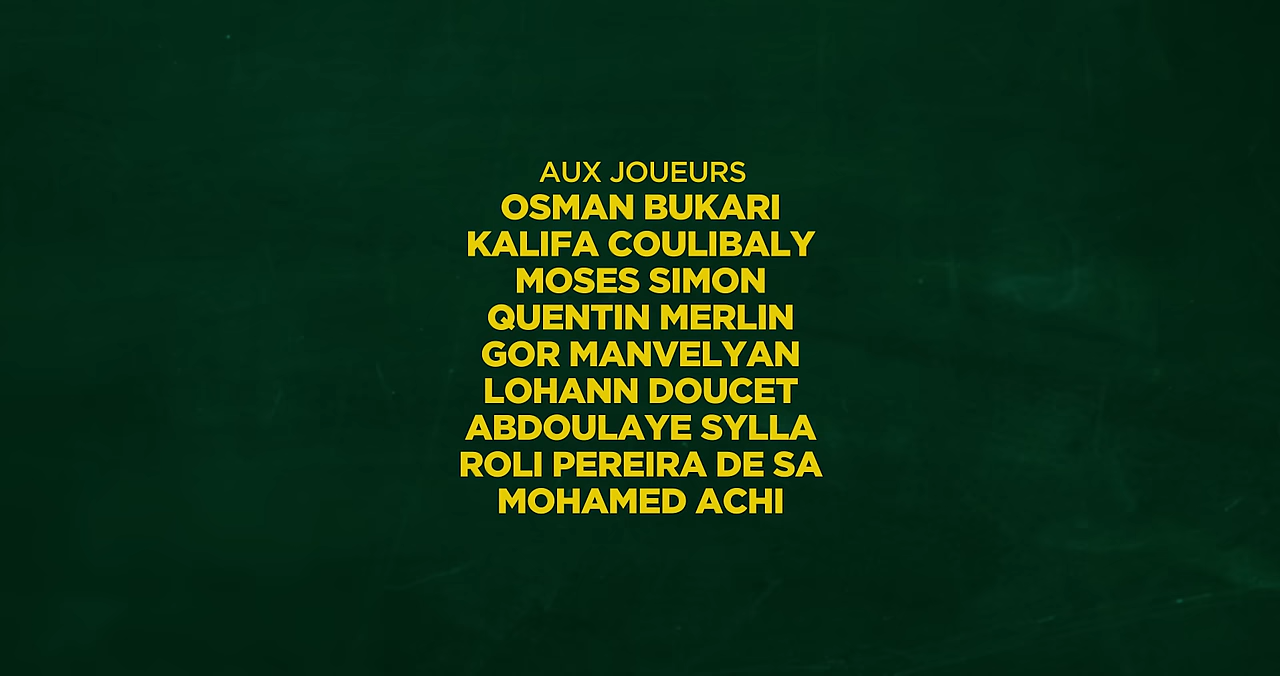 AUX JOUEURS
OSMAN BUKARI
KALIFA COULIBALY
MOSES SIMON
QUENTIN MERLIN
GOR MANVELYAN
LOHANN DOUCET
ABDOULAYE SYLLA
ROLI PEREIRA DE SA
MOHAMED ACHI